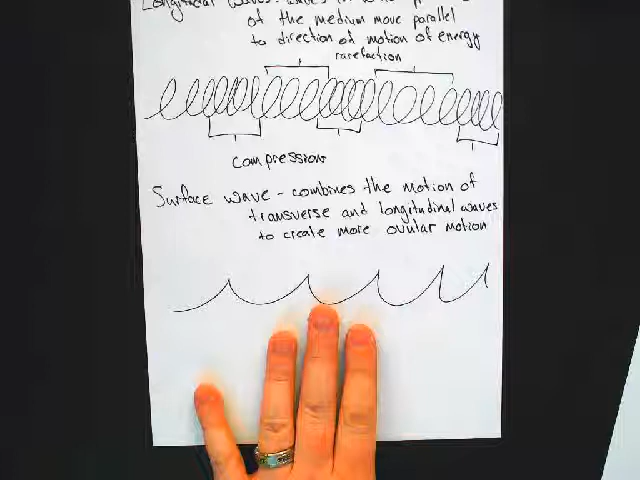 of the medium move parallel
to direction of motion of energy
rarefaction
compression
Surface wave - combines the motion of
transverse and longitudinal waves
to create more ovular motion